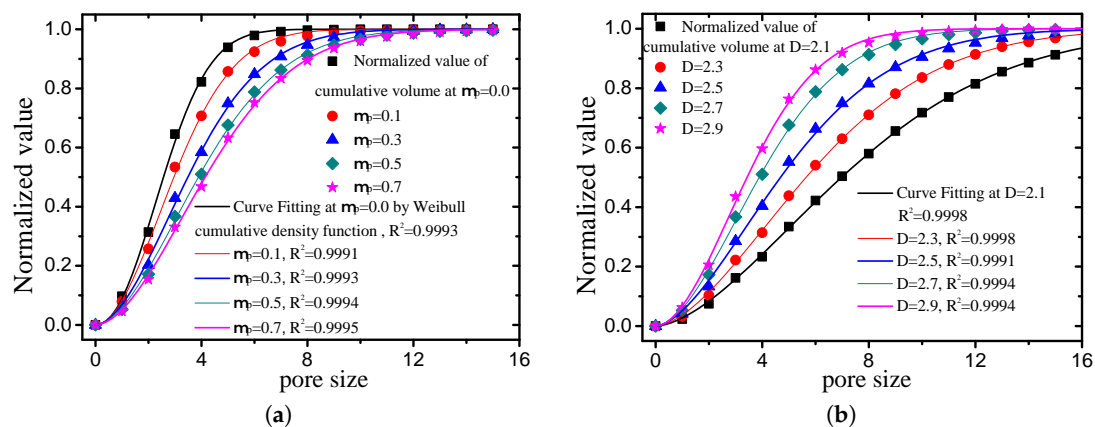 1.0
0.8
0.6
0.4
0.2
0.0
Normalized value
0 4 8 12 16
pore size
Normalized value of
cumulative volume at mp=0.0
mp=0.1
mp=0.3
mp=0.5
mp=0.7
Curve Fitting at mp=0.0 by Weibull
cumulative density function , R²=0.9993
mp=0.1, R²=0.9991
mp=0.3, R²=0.9993
mp=0.5, R²=0.9994
mp=0.7, R²=0.9995
(a)
1.0
0.8
0.6
0.4
0.2
0.0
Normalized value
0 4 8 12 16
pore size
Normalized value of
cumulative volume at D=2.1
D=2.3
D=2.5
D=2.7
D=2.9
Curve Fitting at D=2.1
R²=0.9998
D=2.3, R²=0.9998
D=2.5, R²=0.9991
D=2.7, R²=0.9994
D=2.9, R²=0.9994
(b)